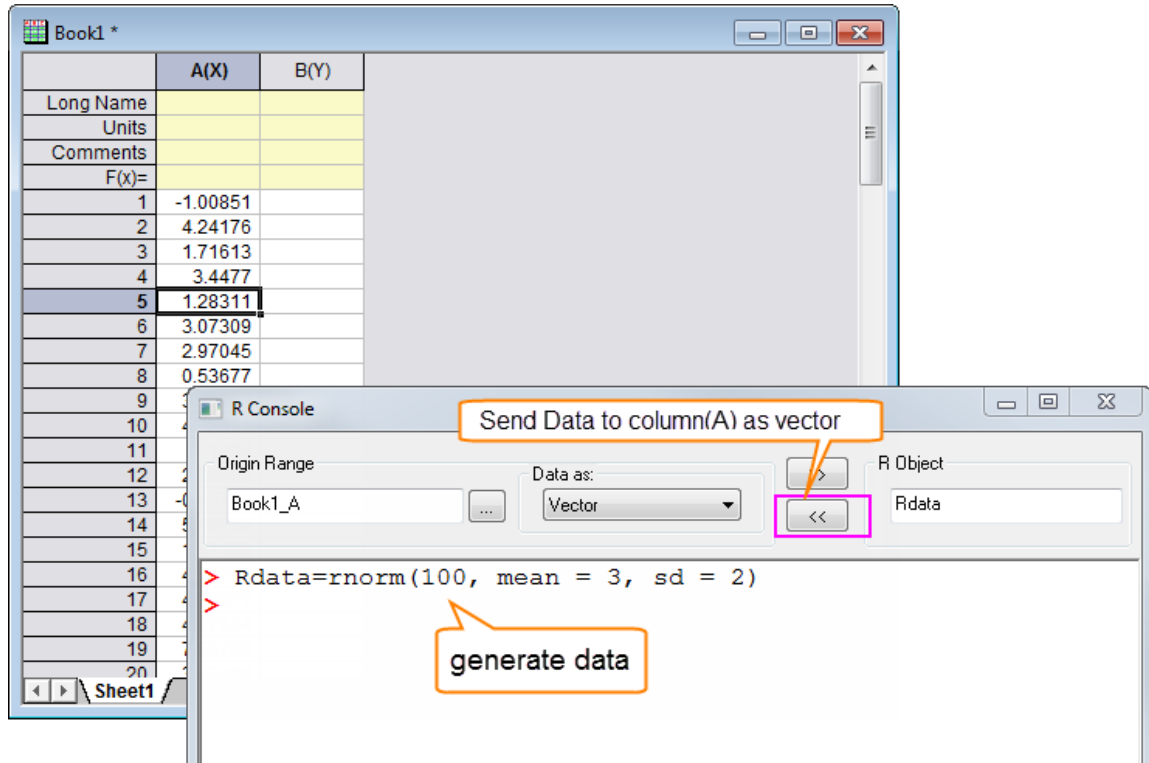 Book1 *
A(X) B(Y)
Long Name
Units
Comments
F(x)=
1 -1.00851
2 4.24176
3 1.71613
4 3.4477
5 1.28311
6 3.07309
7 2.97045
8 0.53677
9
10
11
12
13
14
15
16
17
18
19
20
Sheet1
R Console
Send Data to column(A) as vector
Origin Range
Data as:
R Object
Book1_A
...
Vector
<<
Rdata
> Rdata=rnorm(100, mean = 3, sd = 2)
>
generate data